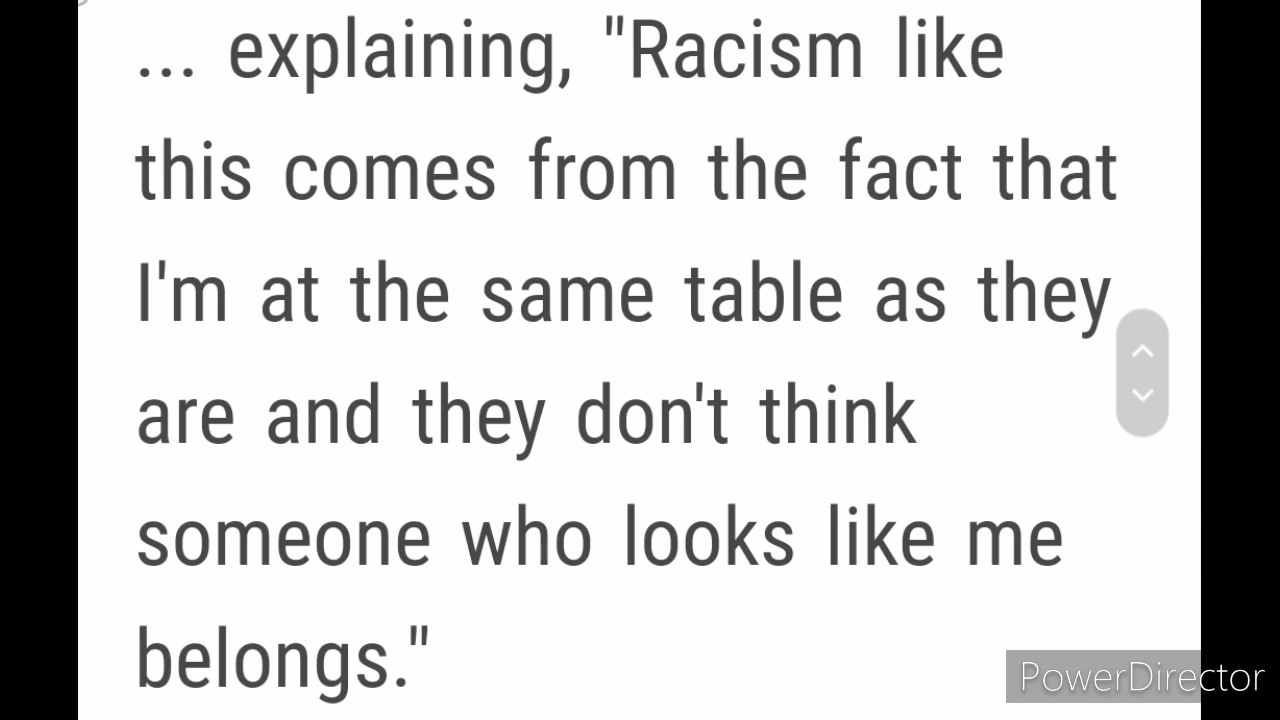 ... explaining, "Racism like
this comes from the fact that
I'm at the same table as they
are and they don't think
someone who looks like me
belongs."
PowerDirector